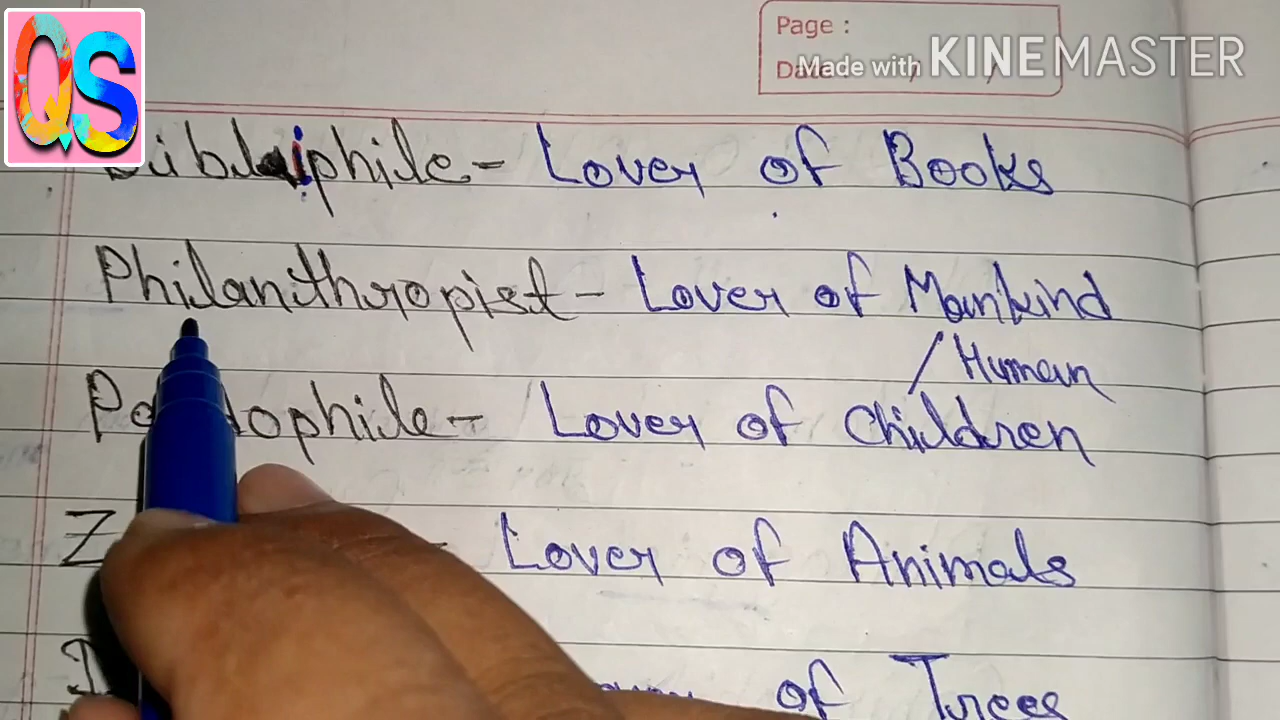 QS
Page :
Date
Made with KINEMASTER
- Lover of Books
Philanthropist - Lover of Mankind
/ Human
- Lover of Children
- Lover of Animals
of Trees